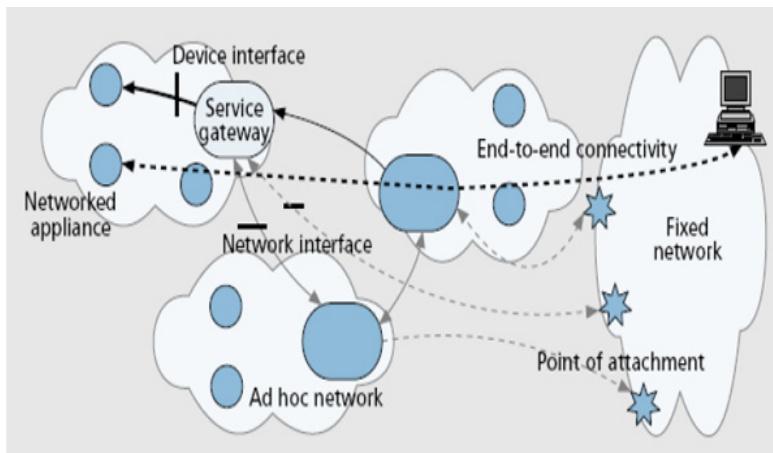 Device interface
Service
gateway
End-to-end connectivity
Networked
appliance
Network interface
Fixed
network
Point of attachment
Ad hoc network